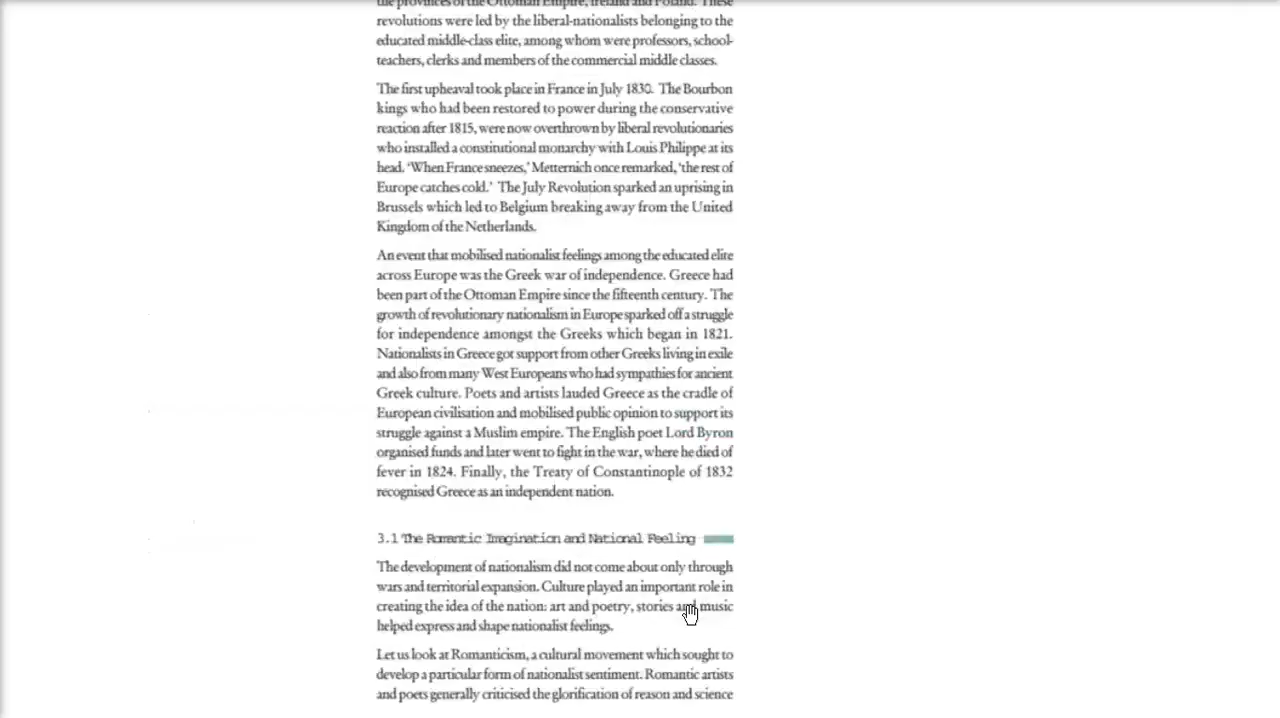 the provinces of the Ottoman Empire, Ireland and Poland. These
revolutions were led by the liberal-nationalists belonging to the
educated middle-class elite, among whom were professors, school-
teachers, clerks and members of the commercial middle classes.
The first upheaval took place in France in July 1830. The Bourbon
kings who had been restored to power during the conservative
reaction after 1815, were now overthrown by liberal revolutionaries
who installed a constitutional monarchy with Louis Philippe at its
head. 'When France sneezes,' Metternich once remarked, 'the rest of
Europe catches cold.' The July Revolution sparked an uprising in
Brussels which led to Belgium breaking away from the United
Kingdom of the Netherlands.
An event that mobilised nationalist feelings among the educated elite
across Europe was the Greek war of independence. Greece had
been part of the Ottoman Empire since the fifteenth century. The
growth of revolutionary nationalism in Europe sparked off a struggle
for independence amongst the Greeks which began in 1821.
Nationalists in Greece got support from other Greeks living in exile
and also from many West Europeans who had sympathies for ancient
Greek culture. Poets and artists lauded Greece as the cradle of
European civilisation and mobilised public opinion to support its
struggle against a Muslim empire. The English poet Lord Byron
organised funds and later went to fight in the war, where he died of
fever in 1824. Finally, the Treaty of Constantinople of 1832
recognised Greece as an independent nation.
3.1 The Romantic Imagination and National Feeling
The development of nationalism did not come about only through
wars and territorial expansion. Culture played an important role in
creating the idea of the nation: art and poetry, stories and music
helped express and shape nationalist feelings.
Let us look at Romanticism, a cultural movement which sought to
develop a particular form of nationalist sentiment. Romantic artists
and poets generally criticised the glorification of reason and science